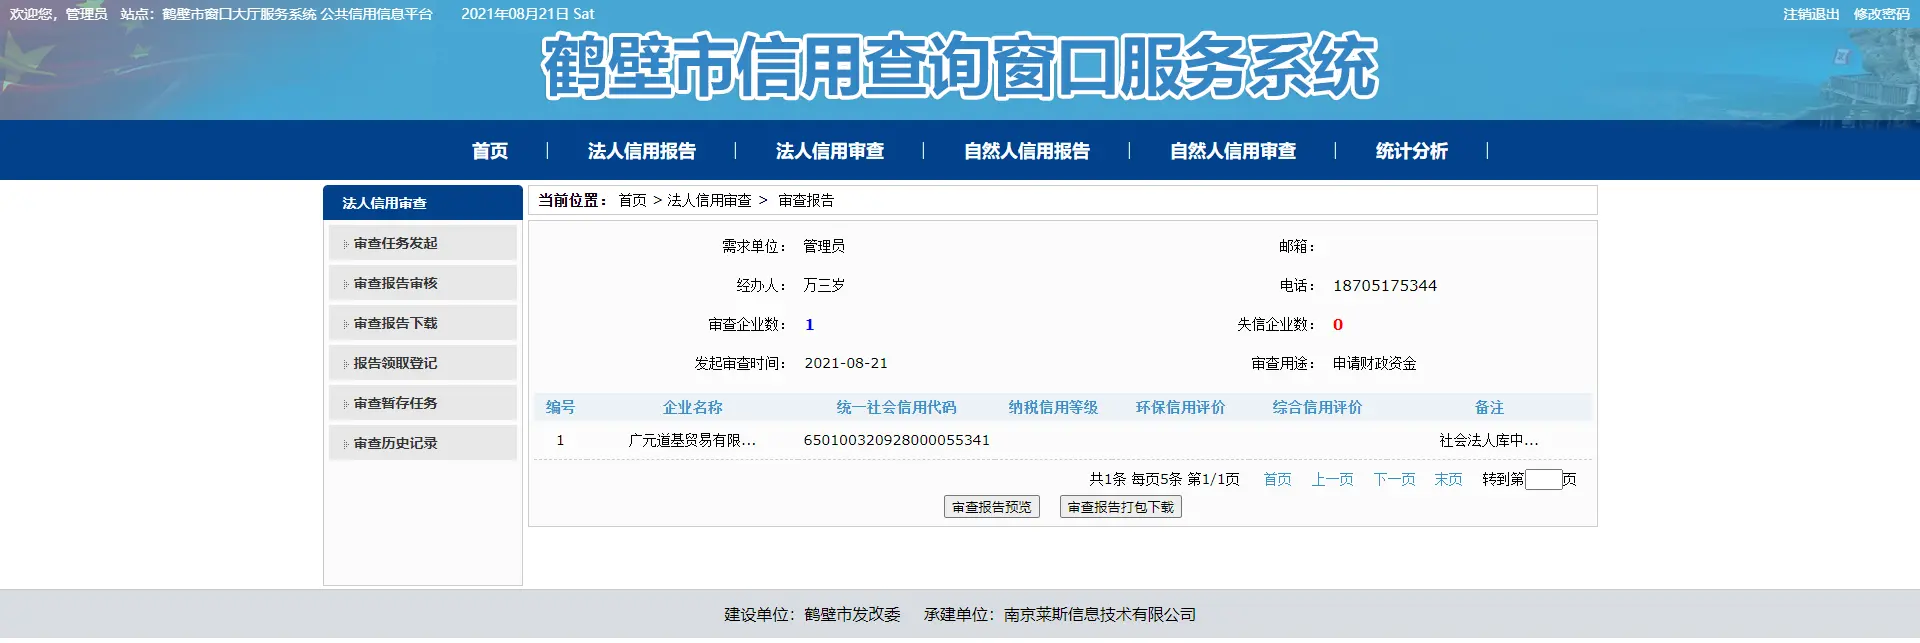 欢迎您，管理员 站点：鹤壁市窗口大厅服务系统 公共信用信息平台 2021年08月21日 Sat
注销退出 修改密码
鹤壁市信用查询窗口服务系统
首页 | 法人信用报告 | 法人信用审查 | 自然人信用报告 | 自然人信用审查 | 统计分析 |
法人信用审查
审查任务发起
审查报告审核
审查报告下载
报告领取登记
审查暂存任务
审查历史记录
当前位置： 首页 > 法人信用审查 > 审查报告
需求单位： 管理员 邮箱：
经办人： 万三岁 电话： 18705175344
审查企业数： 1 失信企业数： 0
发起审查时间： 2021-08-21 审查用途： 申请财政资金
编号 企业名称 统一社会信用代码 纳税信用等级 环保信用评价 综合信用评价 备注
1 广元道基贸易有限... 650100320928000055341 社会法人库中...
共1条 每页5条 第1/1页 首页 上一页 下一页 末页 转到第 页
审查报告预览 审查报告打包下载
建设单位：鹤壁市发改委 承建单位：南京莱斯信息技术有限公司